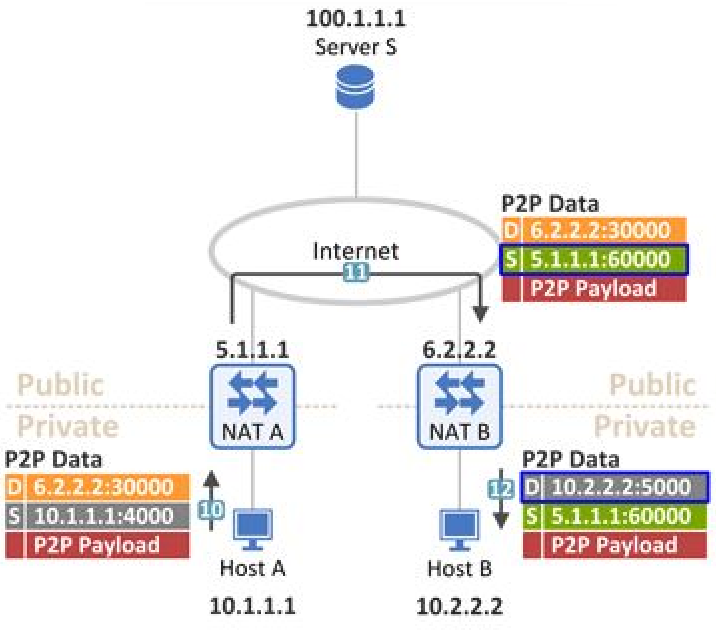 100.1.1.1
Server S
P2P Data
D 6.2.2.2:30000
S 5.1.1.1:60000
P2P Payload
Internet
11
5.1.1.1
6.2.2.2
Public
Public
NAT A
NAT B
Private
Private
P2P Data
D 6.2.2.2:30000
S 10.1.1.1:4000
P2P Payload
10
12
P2P Data
D 10.2.2.2:5000
S 5.1.1.1:60000
P2P Payload
Host A
Host B
10.1.1.1
10.2.2.2